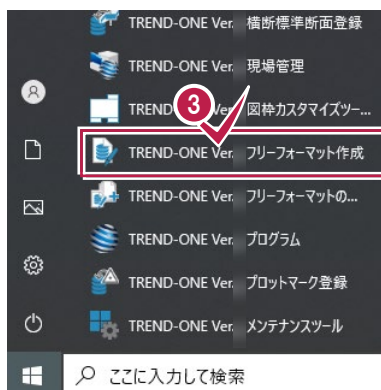 TREND-ONE Ver. 横断標準断面登録
TREND-ONE Ver. 現場管理
TREND-ONE Ver. 図枠カスタマイズツー...
3
TREND-ONE Ver. フリーフォーマット作成
TREND-ONE Ver. フリーフォーマットの...
TREND-ONE Ver. プログラム
TREND-ONE Ver. プロットマーク登録
TREND-ONE Ver. メンテナンスツール
ここに入力して検索